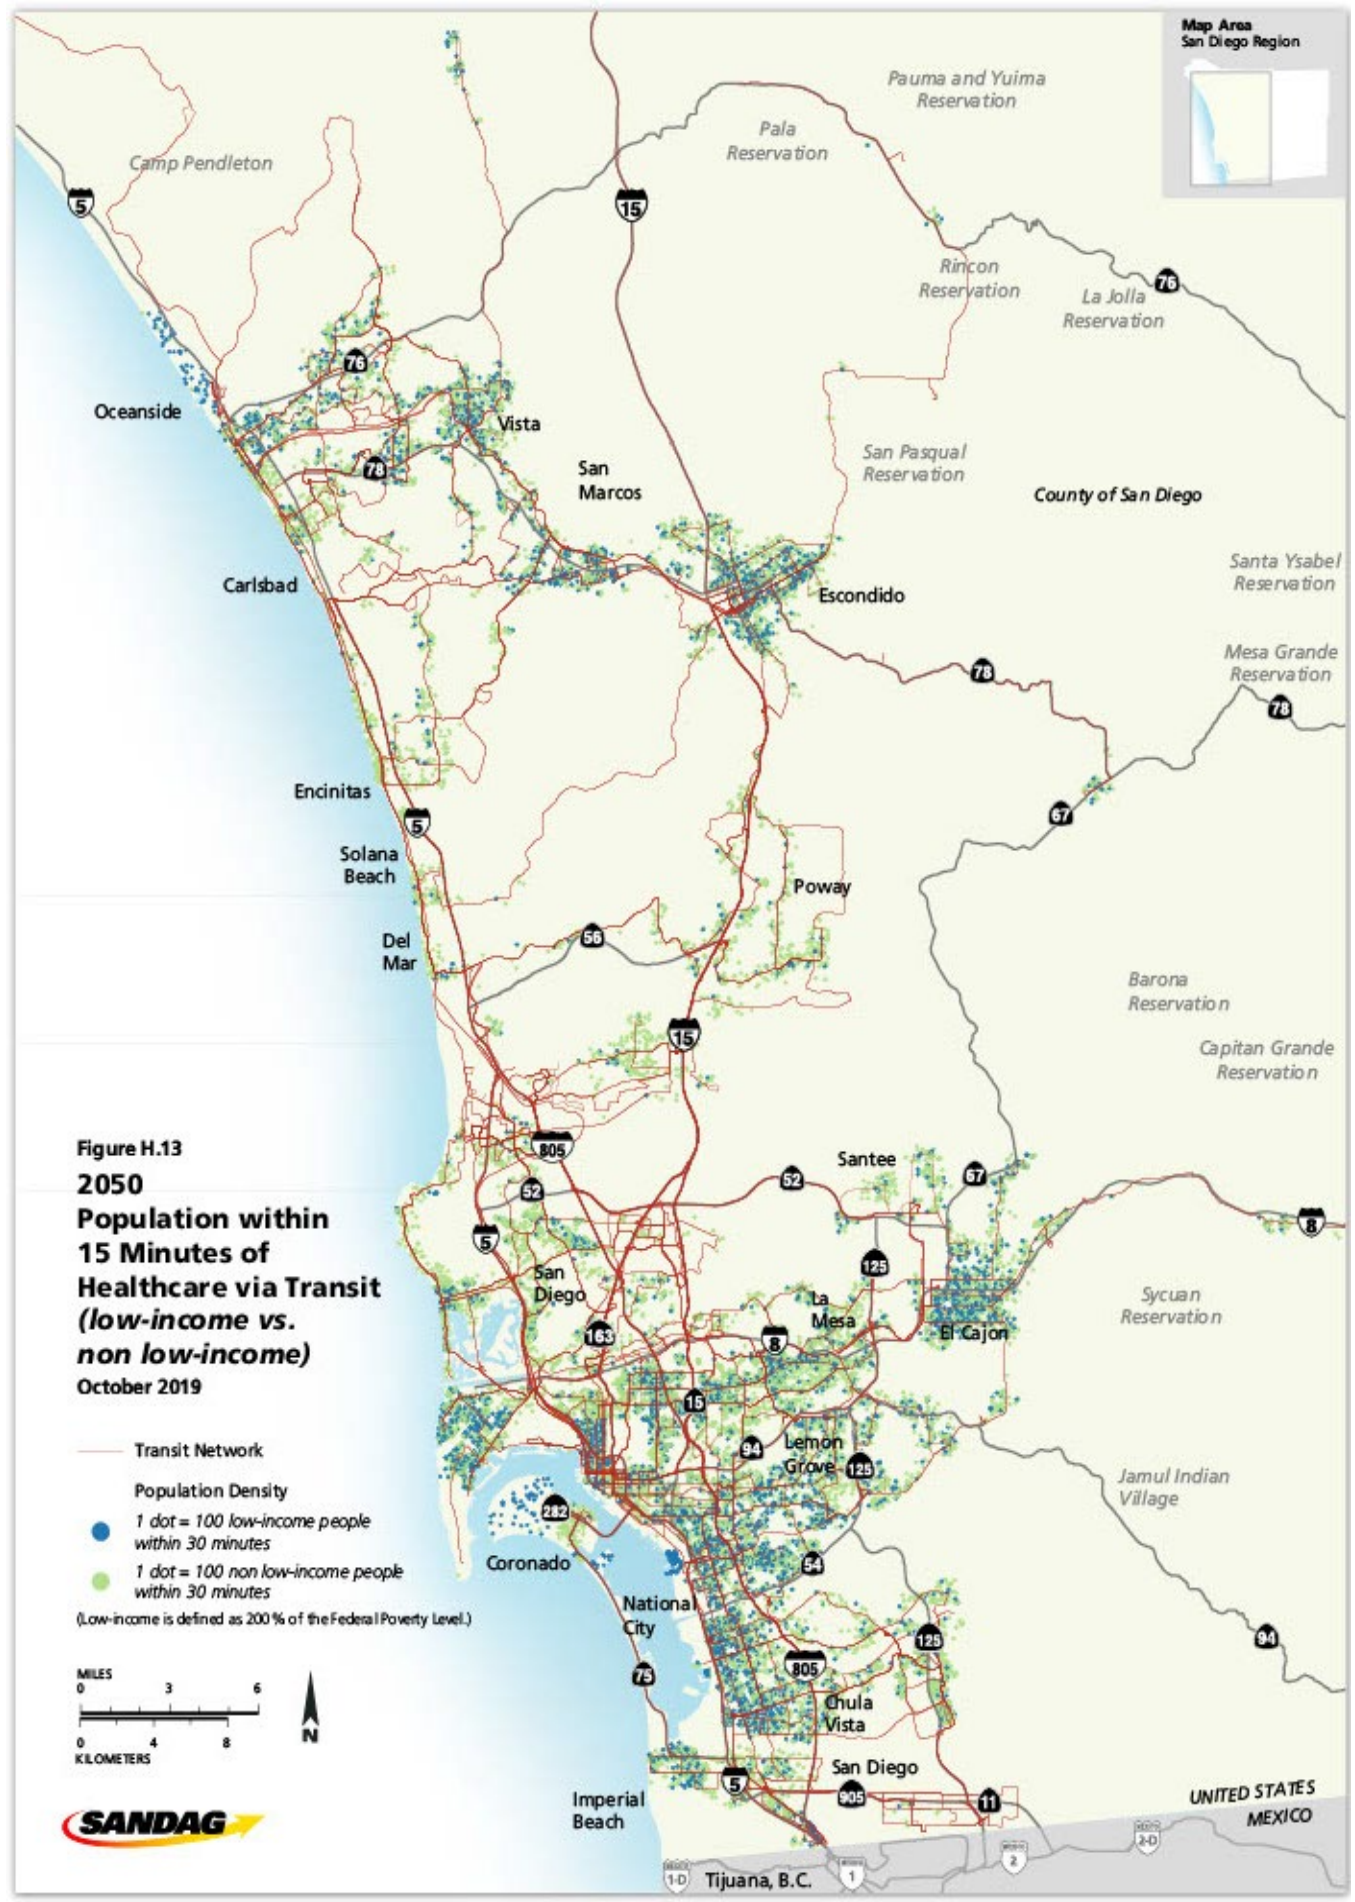 Map Area
San Diego Region
Pauma and Yuima
Reservation
Pala
Reservation
Camp Pendleton
5
15
Rincon
Reservation
76
La Jolla
Reservation
76
Oceanside
Vista
78
San
Marcos
San Pasqual
Reservation
County of San Diego
Santa Ysabel
Reservation
Carlsbad
Escondido
Mesa Grande
Reservation
78
78
Encinitas
5
67
Solana
Beach
Poway
56
Del
Mar
Barona
Reservation
15
Capitan Grande
Reservation
Figure H.13
2050
Population within
15 Minutes of
Healthcare via Transit
(low-income vs.
non low-income)
October 2019
805
Santee
52
67
52
8
5
125
San
Diego
La
Mesa
Sycuan
Reservation
163
8
El Cajon
15
94
Lemon
Grove
125
Jamul Indian
Village
Transit Network
Population Density
1 dot = 100 low-income people
within 30 minutes
1 dot = 100 non low-income people
within 30 minutes
(Low-income is defined as 200% of the Federal Poverty Level.)
282
Coronado
54
National
City
125
94
805
75
Chula
Vista
MILES
0 3 6
0 4 8
KILOMETERS
N
San Diego
5
905
11
Imperial
Beach
UNITED STATES
MEXICO
SANDAG
MEXICO
1-D
Tijuana, B.C.
MEXICO
1
MEXICO
2
MEXICO
2-D